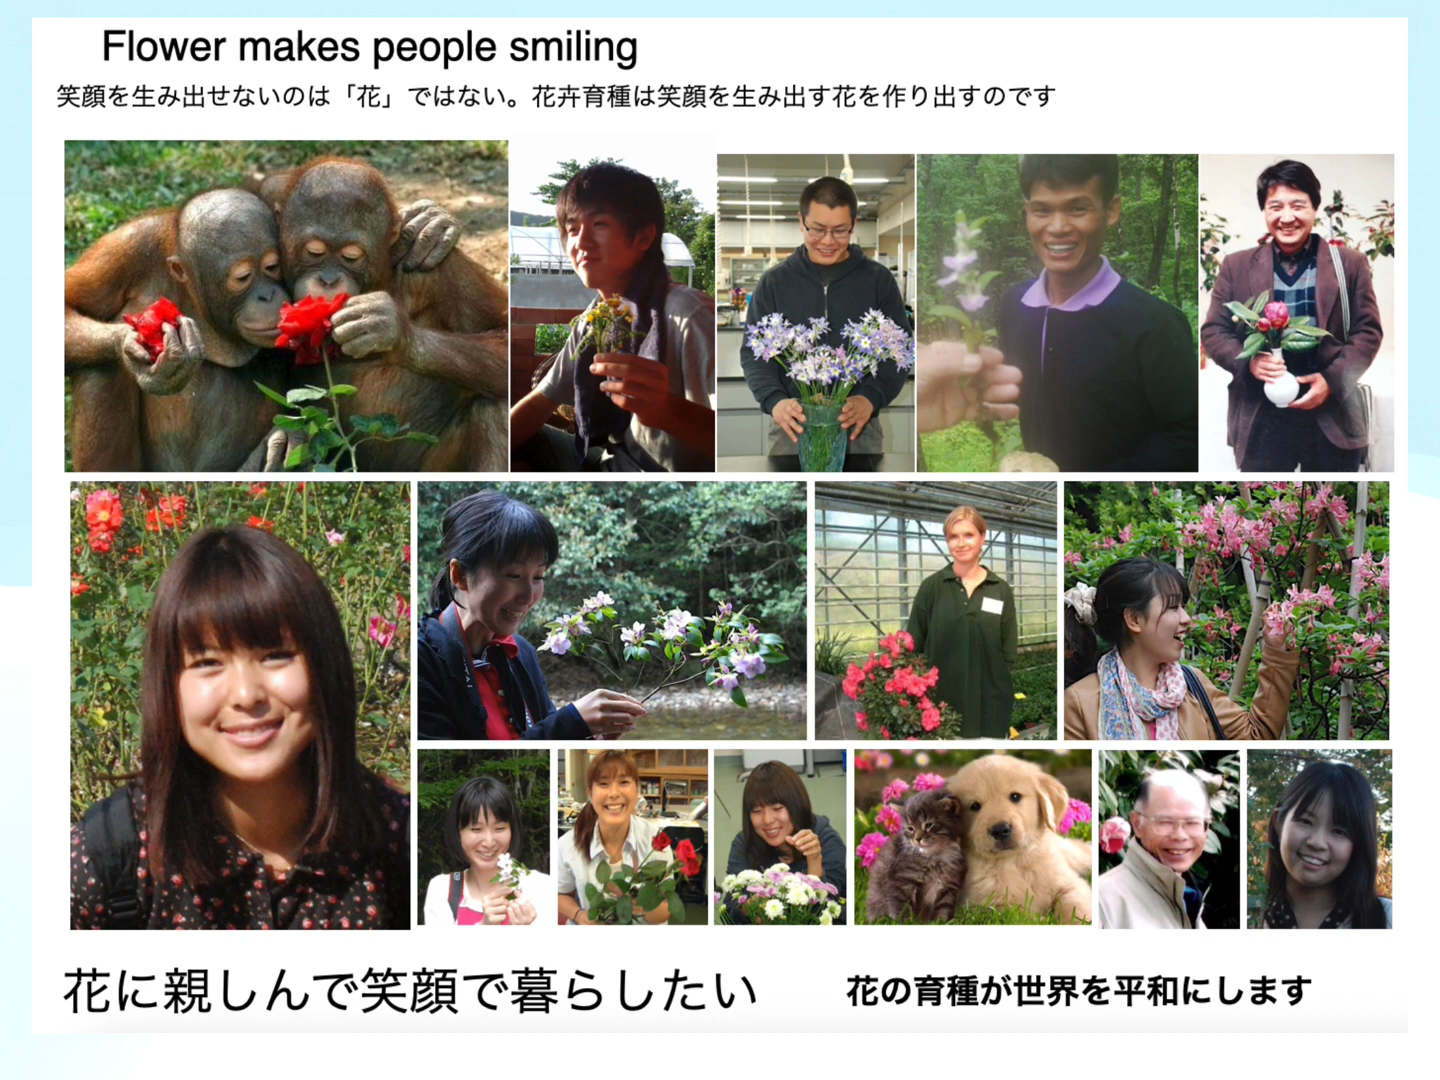 Flower makes people smiling
笑顔を生み出せないのは「花」ではない。花卉育種は笑顔を生み出す花を作り出すのです
花に親しんで笑顔で暮らしたい
花の育種が世界を平和にします